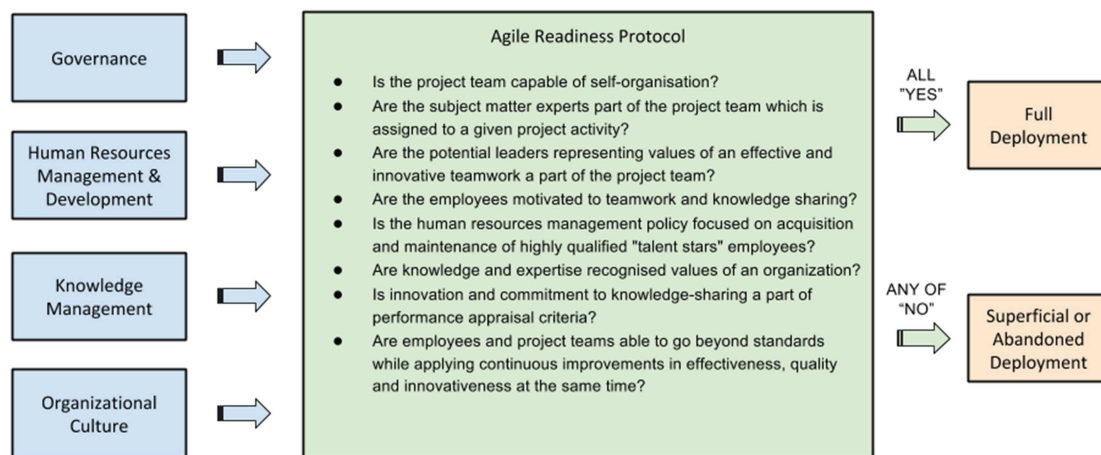 Governance
Human Resources
Management &
Development
Knowledge
Management
Organizational
Culture
Agile Readiness Protocol
● Is the project team capable of self-organisation?
● Are the subject matter experts part of the project team which is
assigned to a given project activity?
● Are the potential leaders representing values of an effective and
innovative teamwork a part of the project team?
● Are the employees motivated to teamwork and knowledge sharing?
● Is the human resources management policy focused on acquisition
and maintenance of highly qualified "talent stars" employees?
● Are knowledge and expertise recognised values of an organization?
● Is innovation and commitment to knowledge-sharing a part of
performance appraisal criteria?
● Are employees and project teams able to go beyond standards
while applying continuous improvements in effectiveness, quality
and innovativeness at the same time?
ALL
"YES"
Full
Deployment
ANY OF
“NO”
Superficial or
Abandoned
Deployment